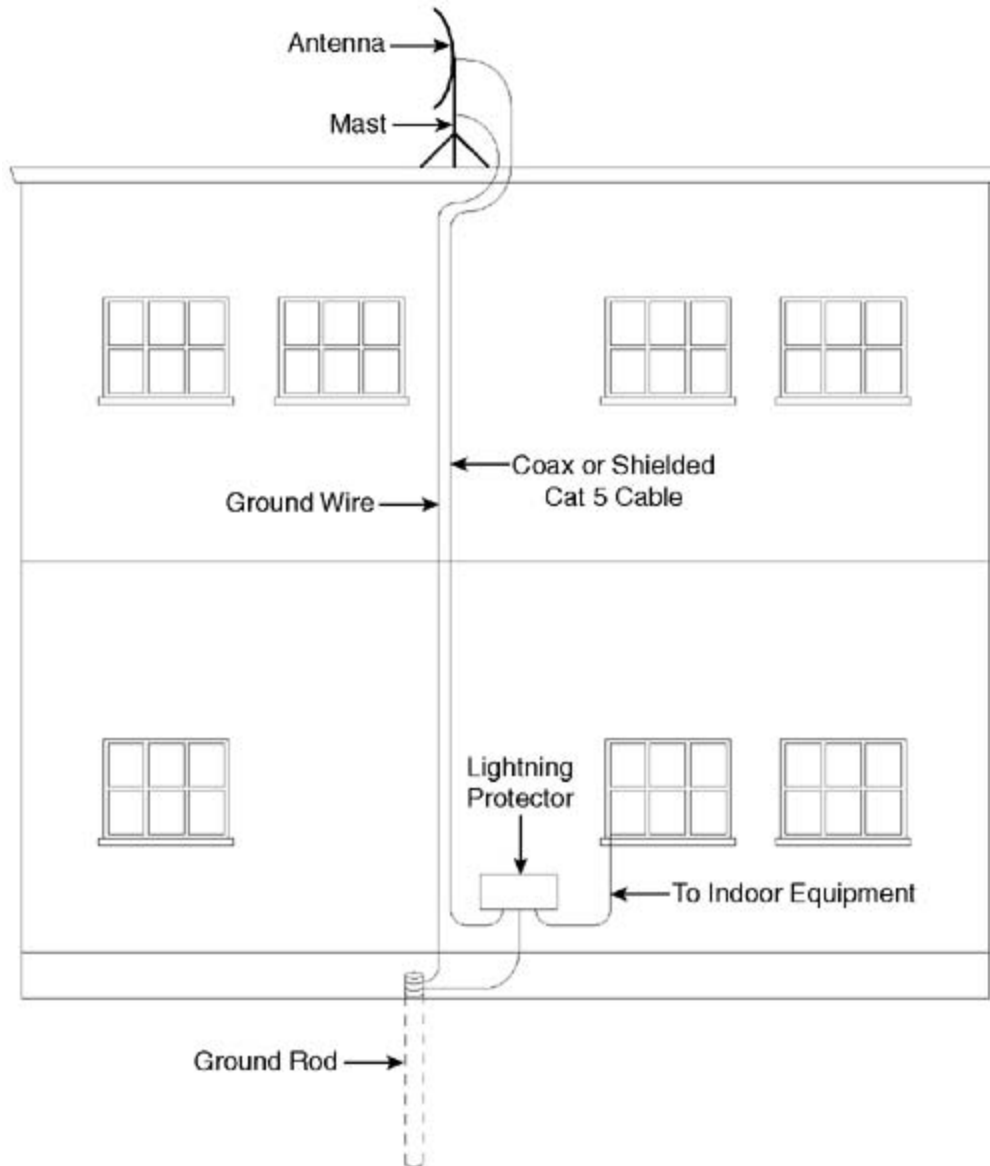 Antenna
Mast
Coax or Shielded
Cat 5 Cable
Ground Wire
Lightning
Protector
To Indoor Equipment
Ground Rod